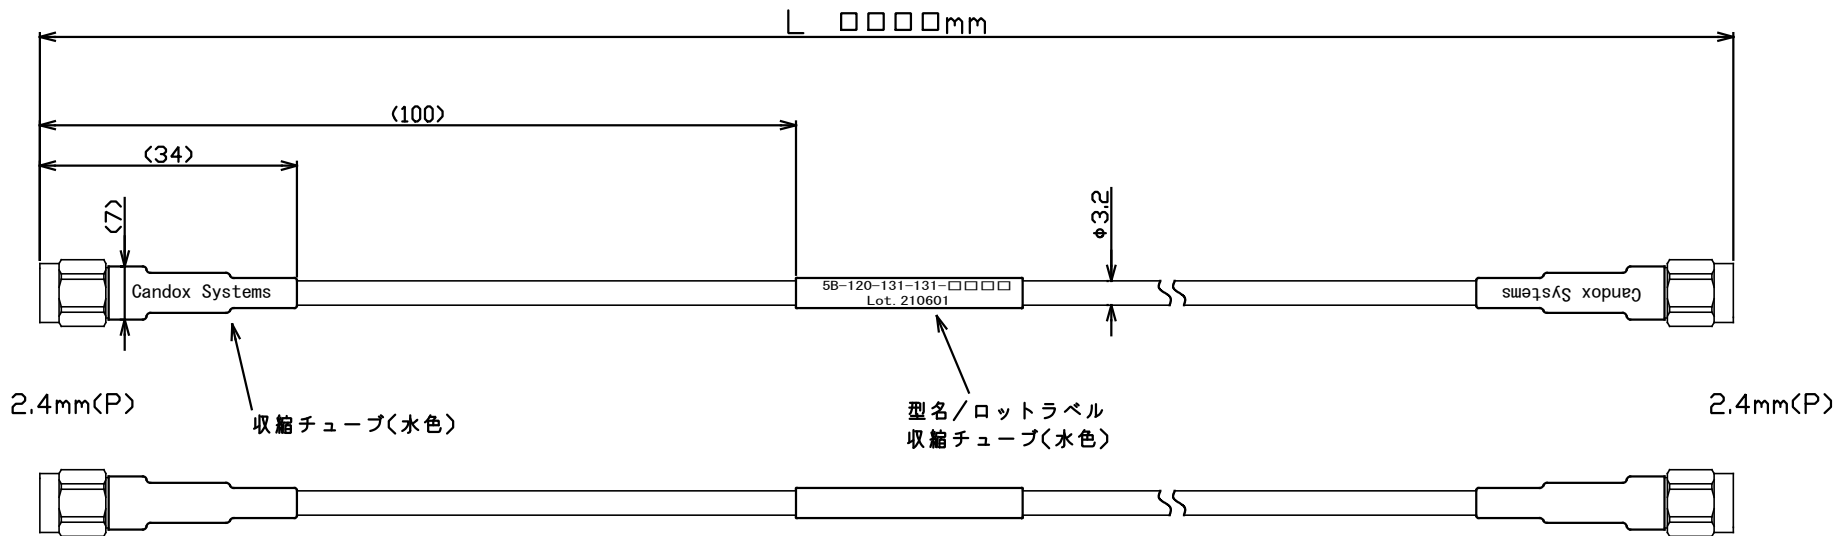 L □□□□mm
(100)
(34)
(7)
φ3.2
Candox Systems
5B-120-131-131-□□□□
Lot.210601
Candox Systems
2.4mm(P)
2.4mm(P)
収縮チューブ(水色)
型名/ロットラベル
収縮チューブ(水色)